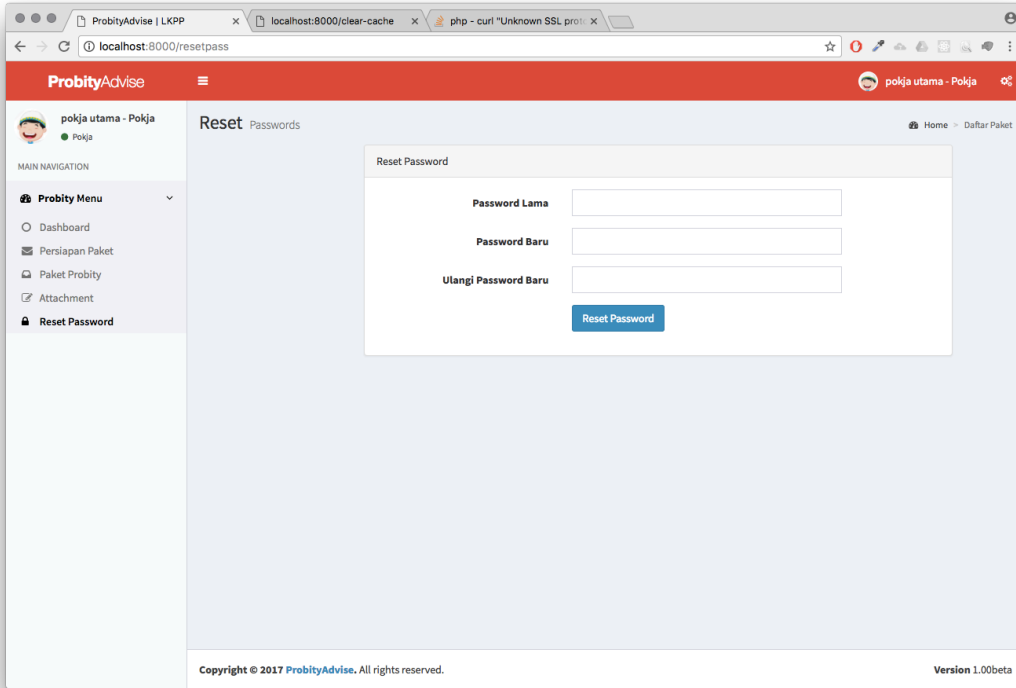 ProbityAdvise | LKPP
localhost:8000/clear-cache
php - curl "Unknown SSL proto
localhost:8000/resetpass
ProbityAdvise
pokja utama - Pokja
pokja utama - Pokja
Pokja
MAIN NAVIGATION
Probity Menu
Dashboard
Persiapan Paket
Paket Probity
Attachment
Reset Password
Reset Passwords
Home > Daftar Paket
Reset Password
Password Lama
Password Baru
Ulangi Password Baru
Reset Password
Copyright © 2017 ProbityAdvise. All rights reserved.
Version 1.00beta